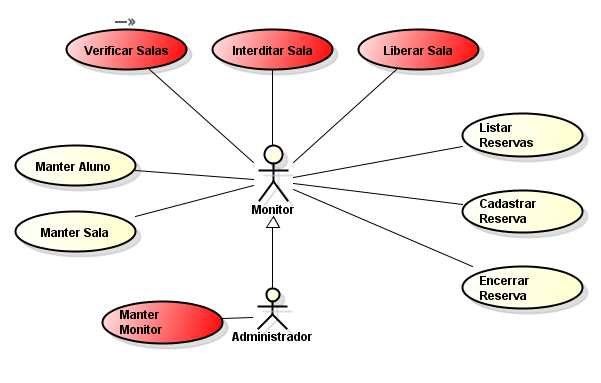 Verificar Salas
Interditar Sala
Liberar Sala
Manter Aluno
Manter Sala
Monitor
Listar
Reservas
Cadastrar
Reserva
Encerrar
Reserva
Manter
Monitor
Administrador